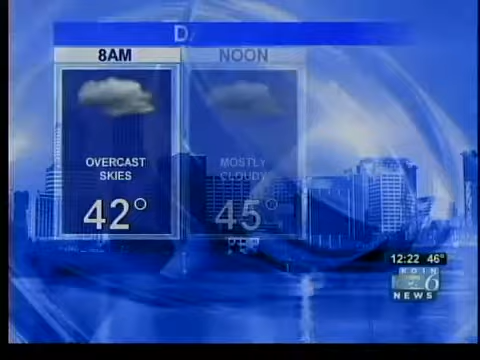 D
8AM
NOON
OVERCAST
SKIES
MOSTLY
CLOUDY
42°
45°
12:22 46°
KOIN
6
NEWS